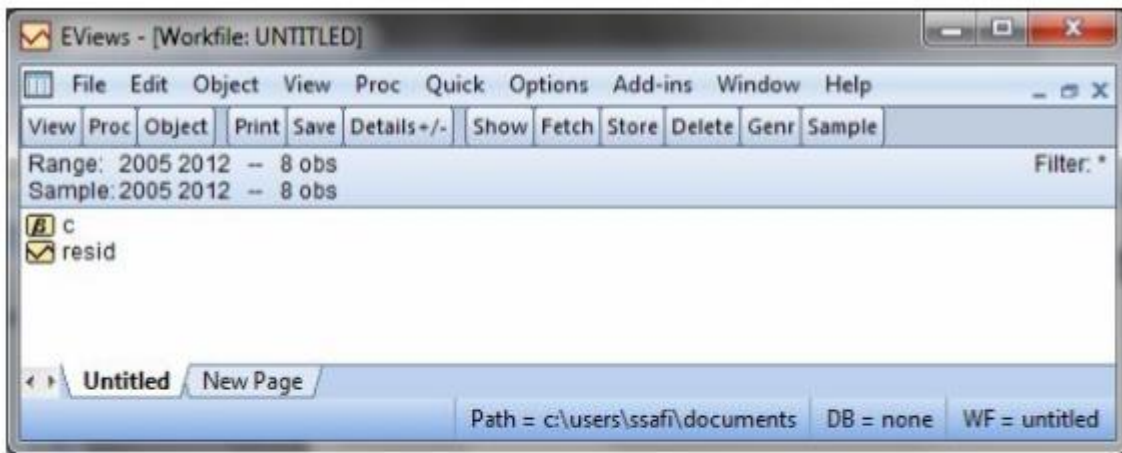 EViews - [Workfile: UNTITLED]
File Edit Object View Proc Quick Options Add-ins Window Help
View Proc Object Print Save Details+/- Show Fetch Store Delete Genr Sample
Range: 2005 2012 -- 8 obs Filter: *
Sample: 2005 2012 -- 8 obs
β c
resid
Untitled New Page
Path = c:\users\ssafi\documents DB = none WF = untitled